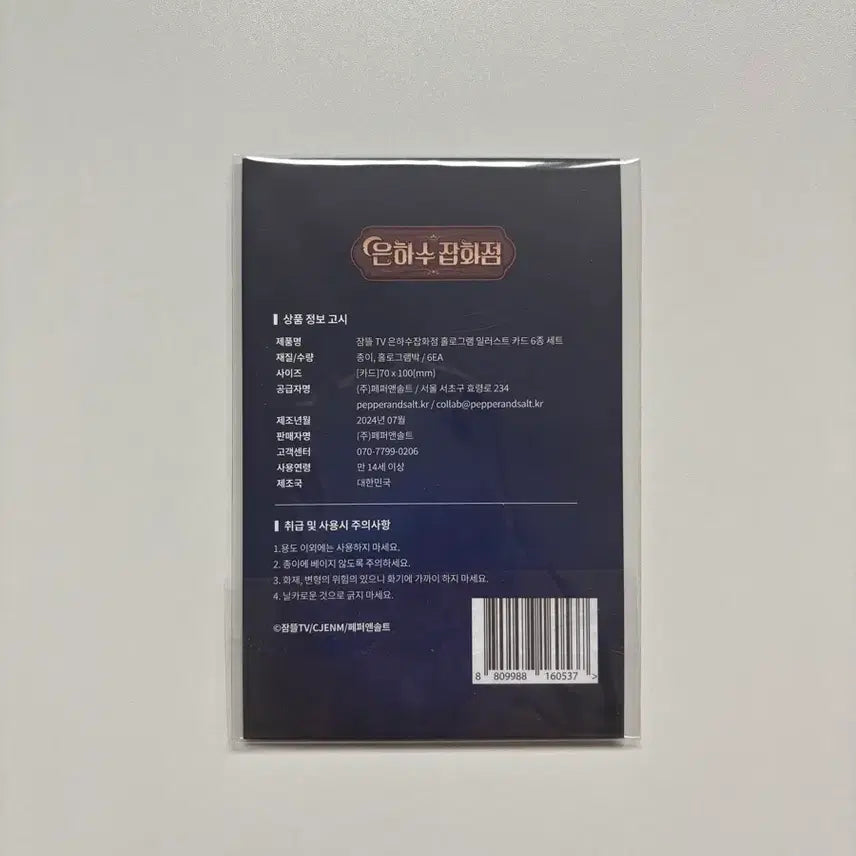 은하수 잡화점
상품 정보 고시
제품명 잠뜰 TV 은하수잡화점 홀로그램 일러스트 카드 6종 세트
재질/수량 종이, 홀로그램박 / 6EA
사이즈 [카드]70 x 100(mm)
공급자명 (주)페퍼앤솔트 / 서울 서초구 효령로 234
pepperandsalt.kr / collab@pepperandsalt.kr
제조년월 2024년 07월
판매자명 (주)페퍼앤솔트
고객센터 070-7799-0206
사용연령 만 14세 이상
제조국 대한민국
취급 및 사용시 주의사항
1.용도 이외에는 사용하지 마세요.
2. 종이에 베이지 않도록 주의하세요.
3. 화재, 변형의 위험의 있으니 화기에 가까이 하지 마세요.
4. 날카로운 것으로 긁지 마세요.
©잠뜰TV/CJENM/페퍼앤솔트
8 809988 160537 >